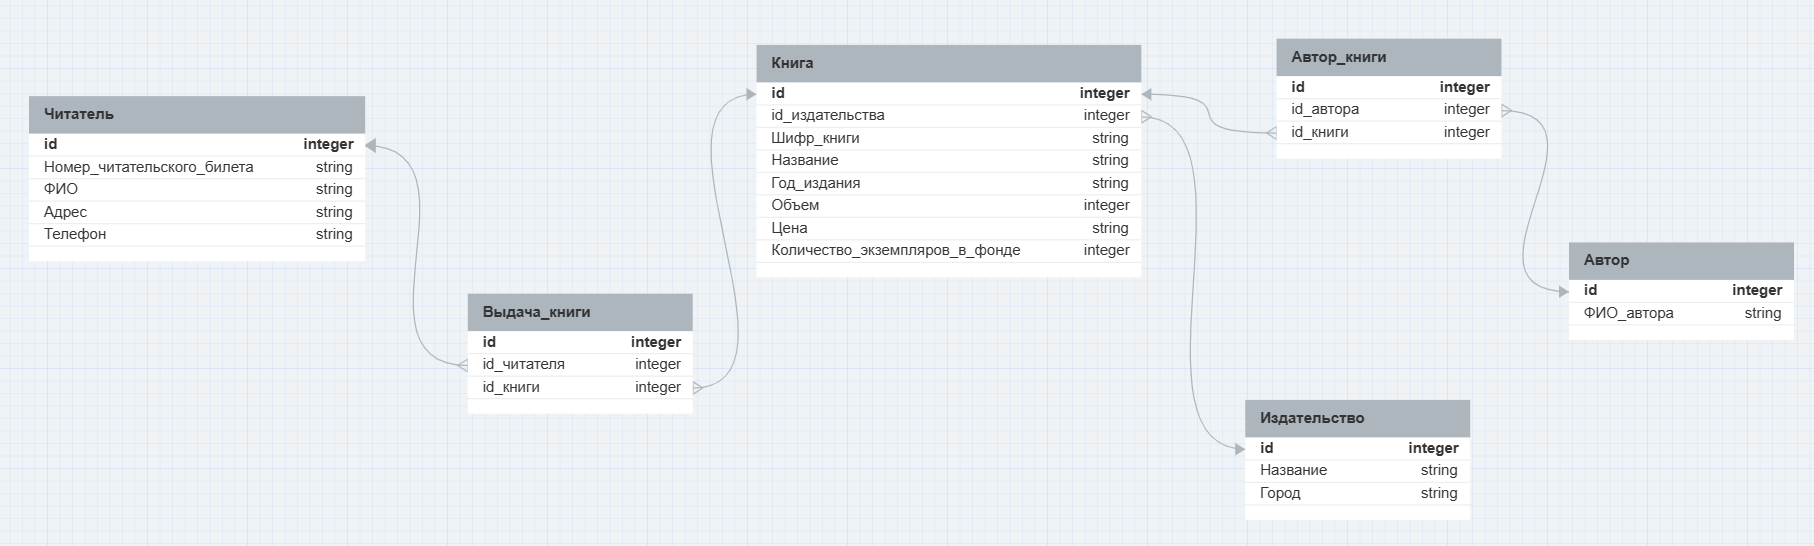 Читатель
id integer
Номер_читательского_билета string
ФИО string
Адрес string
Телефон string
Выдача_книги
id integer
id_читателя integer
id_книги integer
Книга
id integer
id_издательства integer
Шифр_книги string
Название string
Год_издания string
Объем integer
Цена string
Количество_экземпляров_в_фонде integer
Автор_книги
id integer
id_автора integer
id_книги integer
Автор
id integer
ФИО_автора string
Издательство
id integer
Название string
Город string